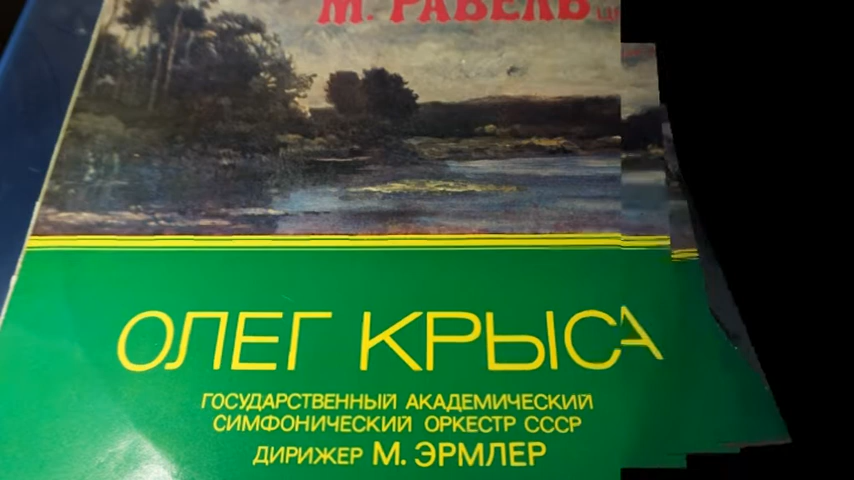 М. РАВЕЛЬ
ОЛЕГ КРЫСА
ГОСУДАРСТВЕННЫЙ АКАДЕМИЧЕСКИЙ
СИМФОНИЧЕСКИЙ ОРКЕСТР СССР
ДИРИЖЕР М. ЭРМЛЕР